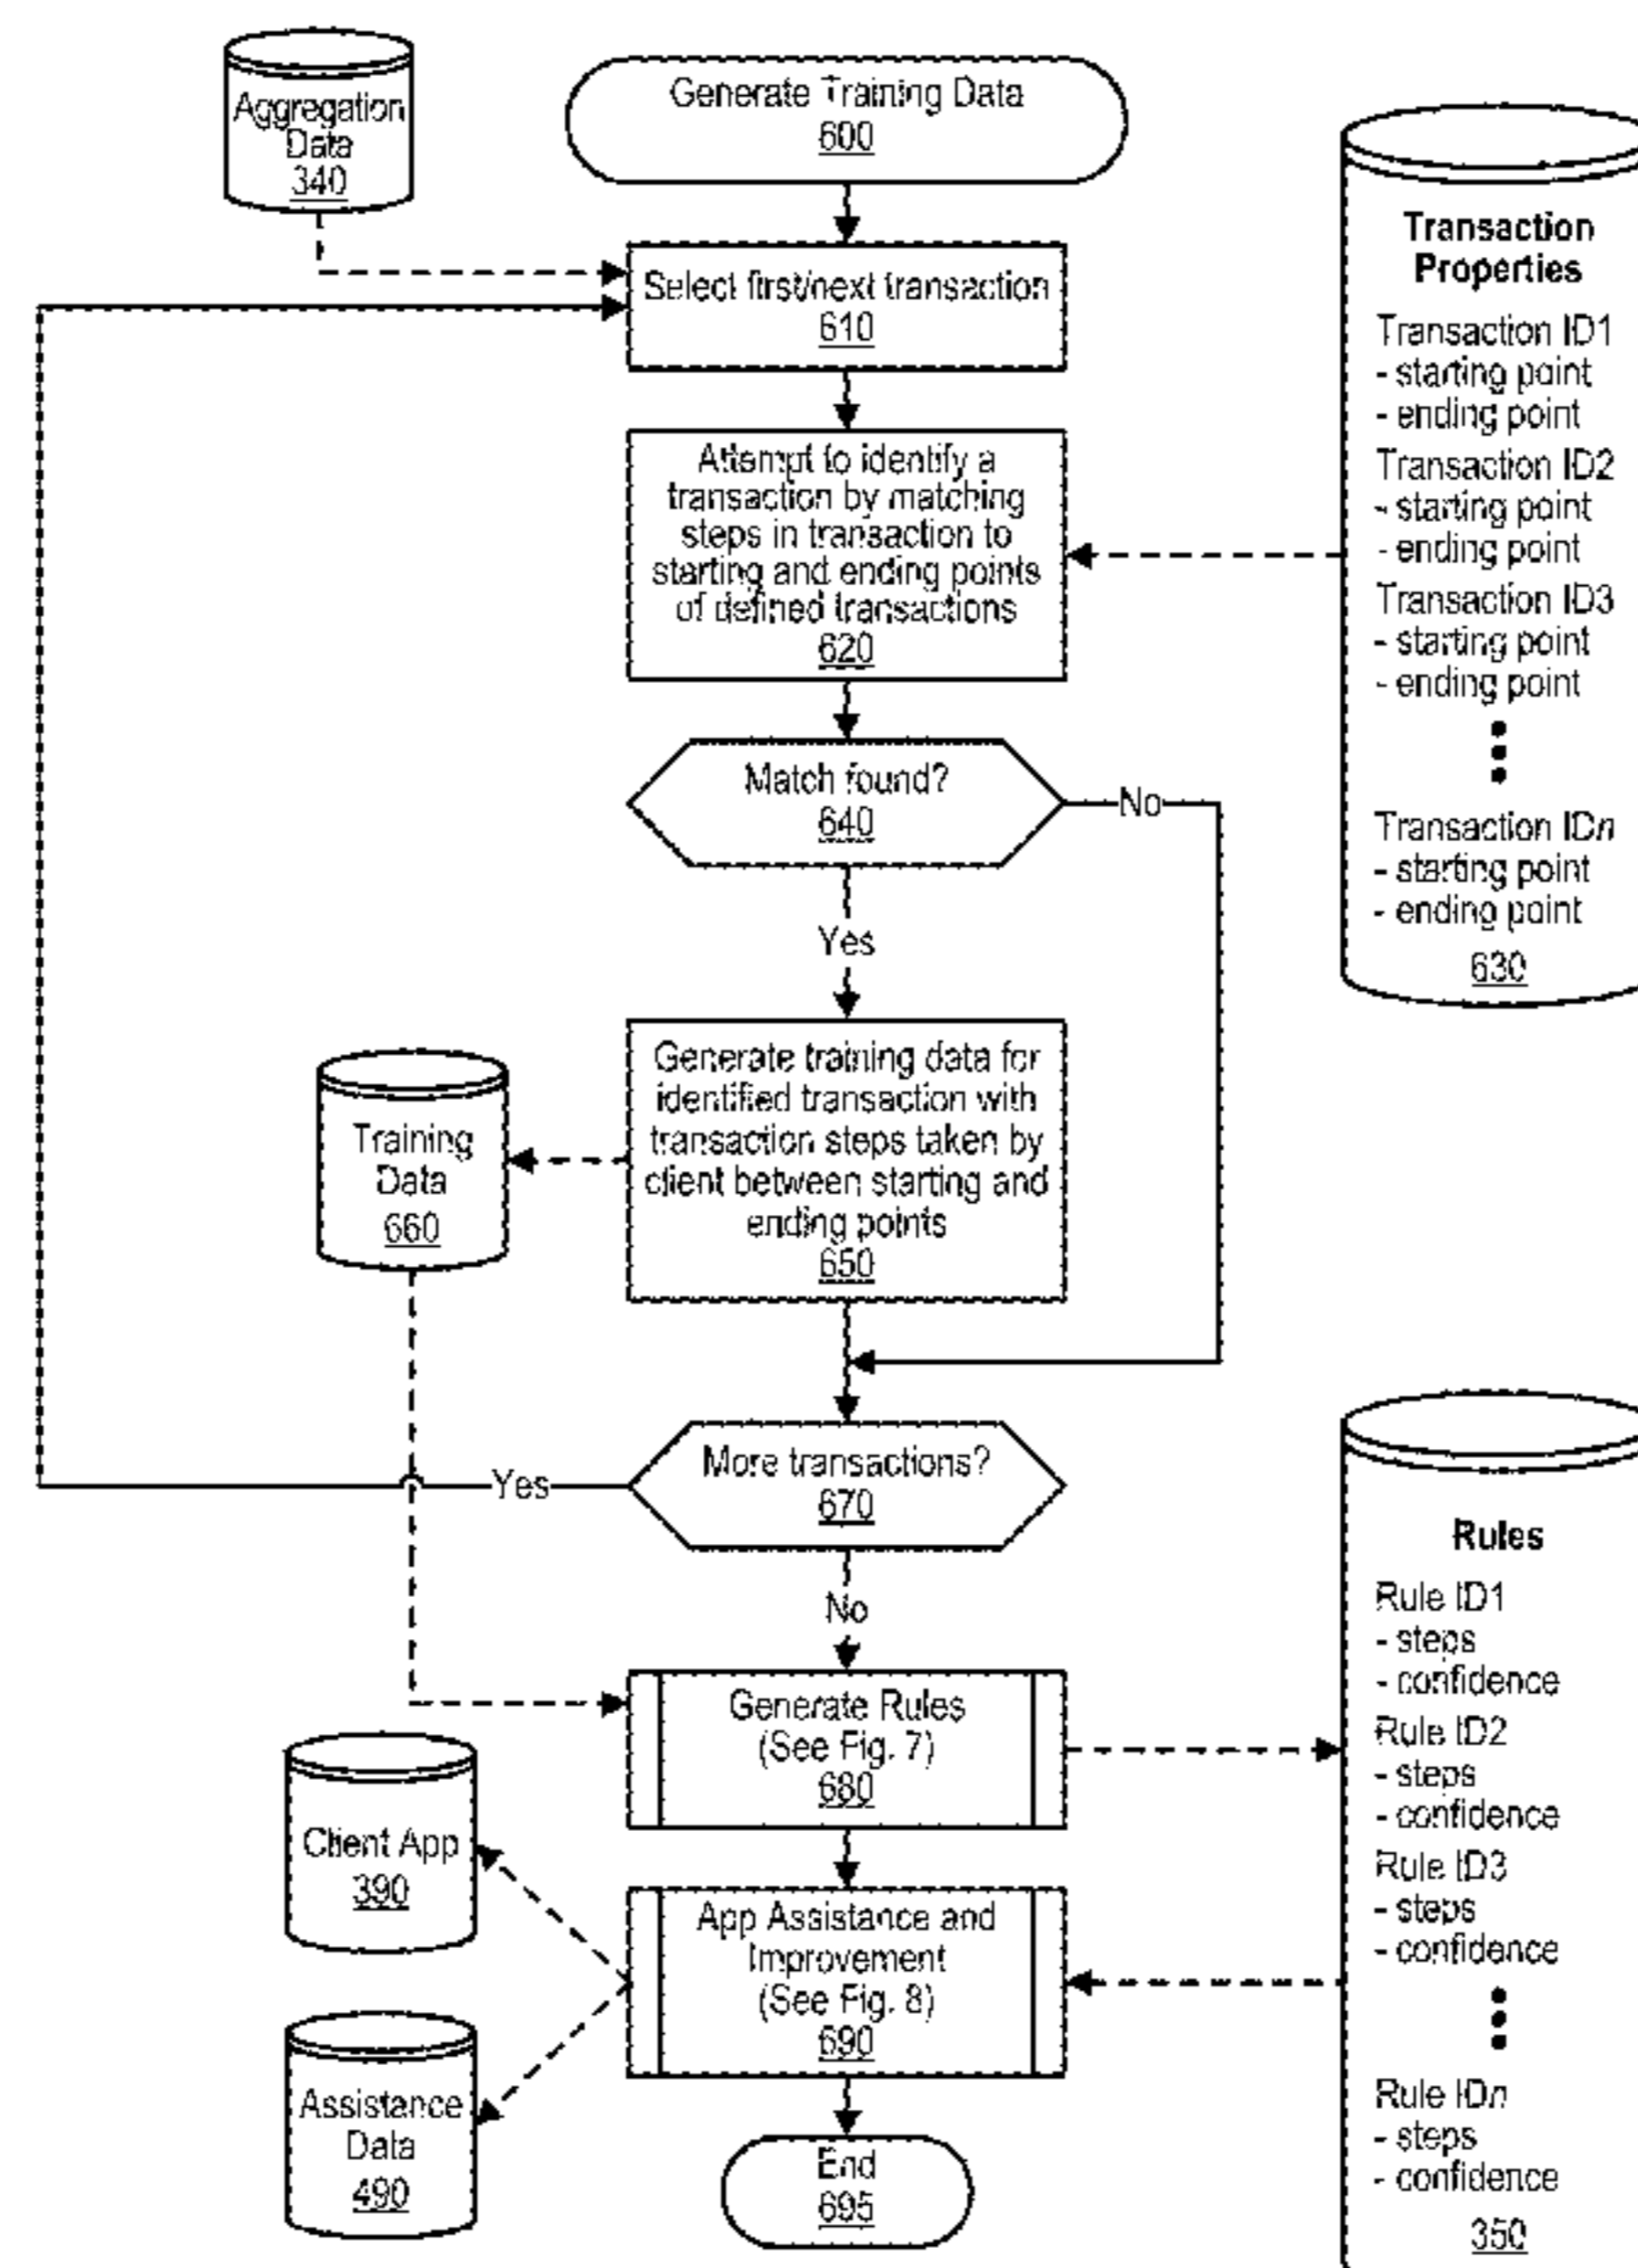 Aggregation
Data
340
Generate Training Data
600
Select first/next transaction
610
Attempt to identify a
transaction by matching
steps in transaction to
starting and ending points
of defined transactions
620
Transaction
Properties
Transaction ID1
- starting point
- ending point
Transaction ID2
- starting point
- ending point
Transaction ID3
- starting point
- ending point
Transaction IDn
- starting point
- ending point
630
Match found?
640
No
Yes
Generate training data for
identified transaction with
transaction steps taken by
client between starting and
ending points
650
Training
Data
660
More transactions?
670
Yes
No
Generate Rules
(See Fig. 7)
680
Rules
Rule ID1
- steps
- confidence
Rule ID2
- steps
- confidence
Rule ID3
- steps
- confidence
Rule IDn
- steps
- confidence
350
Client App
390
App Assistance and
Improvement
(See Fig. 8)
690
Assistance
Data
490
End
695